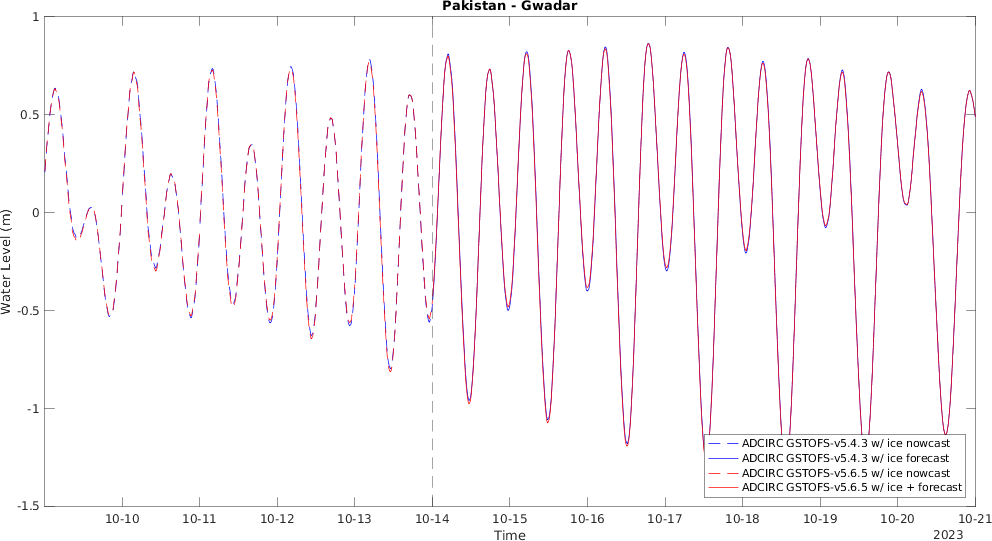 Pakistan - Gwadar
1
0.5
0
-0.5
-1
-1.5
Water Level (m)
ADCIRC GSTOFS-v5.4.3 w/ ice nowcast
ADCIRC GSTOFS-v5.4.3 w/ ice forecast
ADCIRC GSTOFS-v5.6.5 w/ ice nowcast
ADCIRC GSTOFS-v5.6.5 w/ ice + forecast
10-10 10-11 10-12 10-13 10-14 10-15 10-16 10-17 10-18 10-19 10-20 10-21
Time
2023